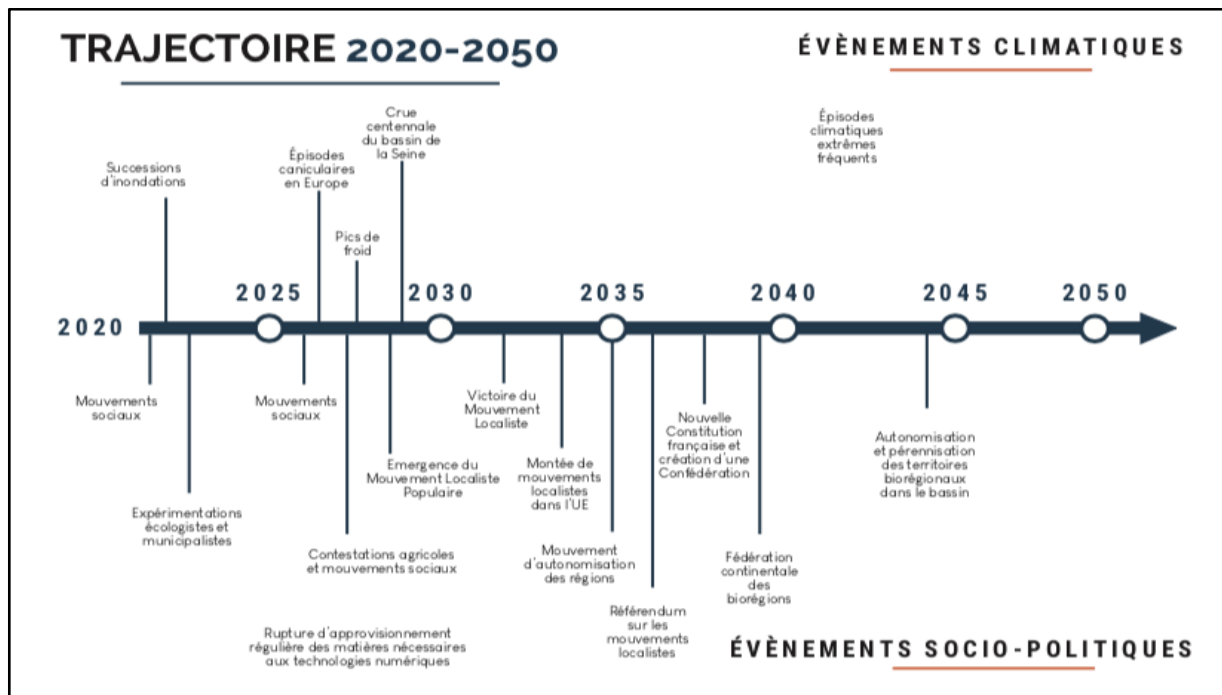 TRAJECTOIRE 2020-2050
ÉVÈNEMENTS CLIMATIQUES
Successions
d'inondations
Épisodes
caniculaires
en Europe
Pics de
froid
Crue
centennale
du bassin de
la Seine
Épisodes
climatiques
extrêmes
fréquents
2020
2025
2030
2035
2040
2045
2050
Mouvements
sociaux
Expérimentations
écologistes et
municipalistes
Mouvements
sociaux
Contestations agricoles
et mouvements sociaux
Emergence du
Mouvement Localiste
Populaire
Rupture d'approvisionnement
régulière des matières nécessaires
aux technologies numériques
Victoire du
Mouvement
Localiste
Montée de
mouvements
localistes
dans l'UE
Mouvement
d'autonomisation
des régions
Référendum
sur les
mouvements
localistes
Nouvelle
Constitution
française et
création d'une
Confédération
Fédération
continentale
des
biorégions
Autonomisation
et pérennisation
des territoires
biorégionaux
dans le bassin
ÉVÈNEMENTS SOCIO-POLITIQUES